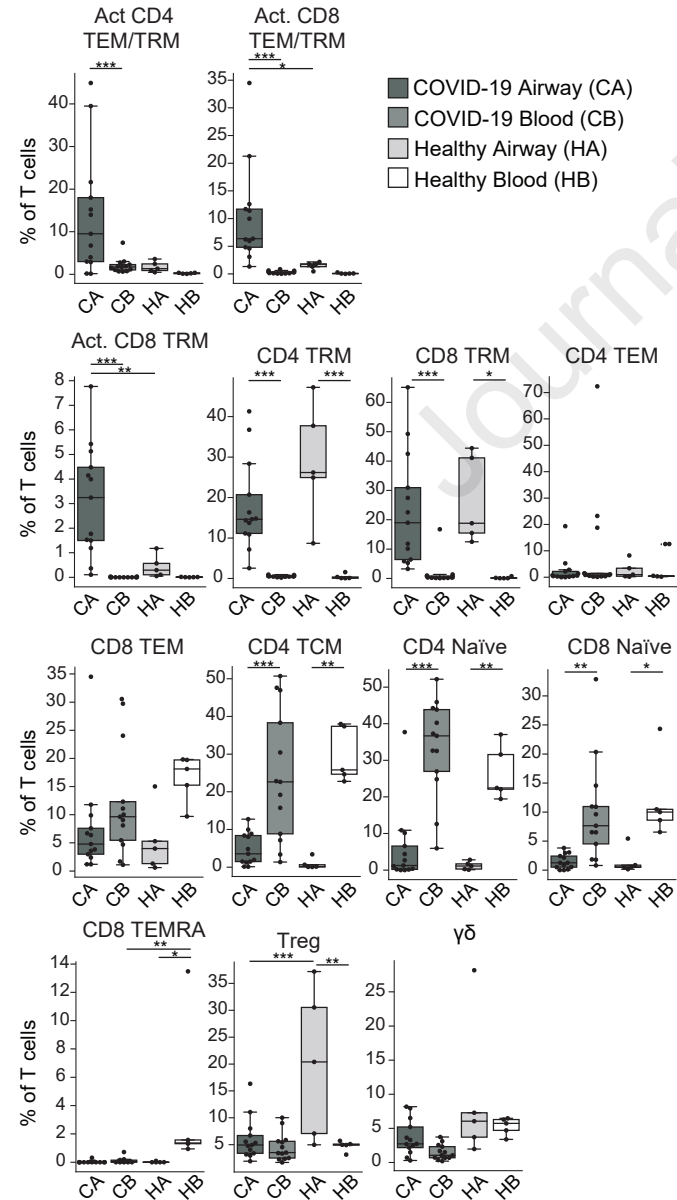 Act CD4
TEM/TRM
Act. CD8
TEM/TRM
***
***
*
% of T cells
40
30
20
10
0
35
30
25
20
15
10
5
0
CA
CB
HA
HB
CA
CB
HA
HB
COVID-19 Airway (CA)
COVID-19 Blood (CB)
Healthy Airway (HA)
Healthy Blood (HB)
Journa
Act. CD8 TRM
CD4 TRM
CD8 TRM
CD4 TEM
***
**
***
***
***
*
% of T cells
8
7
6
5
4
3
2
1
0
40
30
20
10
0
60
50
40
30
20
10
0
70
60
50
40
30
20
10
0
CA
CB
HA
HB
CA
CB
HA
HB
CA
CB
HA
HB
CA
CB
HA
HB
CD8 TEM
CD4 TCM
CD4 Naïve
CD8 Naïve
***
**
***
**
**
*
% of T cells
35
30
25
20
15
10
5
0
50
40
30
20
10
0
50
40
30
20
10
0
30
25
20
15
10
5
0
CA
CB
HA
HB
CA
CB
HA
HB
CA
CB
HA
HB
CA
CB
HA
HB
CD8 TEMRA
Treg
γδ
**
*
***
**
% of T cells
14
12
10
8
6
4
2
0
35
30
25
20
15
10
5
25
20
15
10
5
0
CA
CB
HA
HB
CA
CB
HA
HB
CA
CB
HA
HB